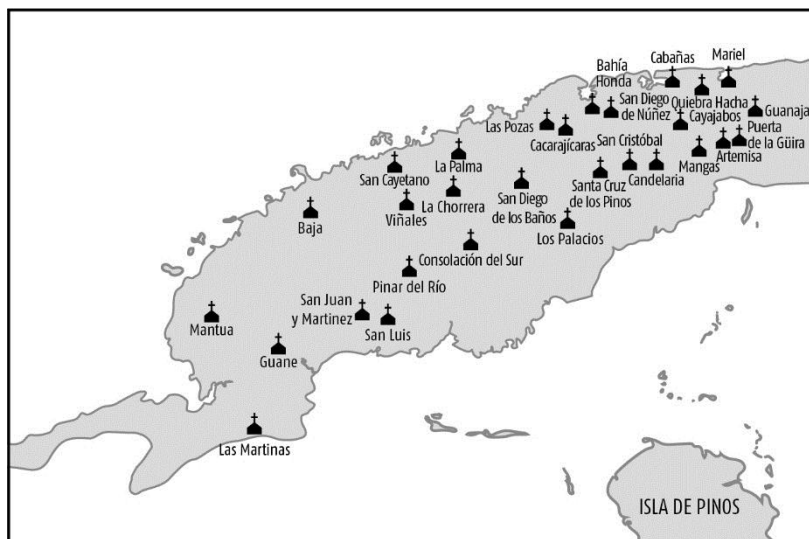 Cabañas
Mariel
Bahía
Honda
San Diego
de Núñez
Quiebra Hacha
Guanaja
Las Pozas
Cacarajícaras
Cayajabos
Puerta
de la Güira
San Cristóbal
Mangas
Artemisa
Candelaria
La Palma
San Cayetano
Santa Cruz
de los Pinos
San Diego
de los Baños
La Chorrera
Viñales
Baja
Los Palacios
Consolación del Sur
Pinar del Río
San Juan
y Martinez
San Luis
Mantua
Guane
Las Martinas
ISLA DE PINOS